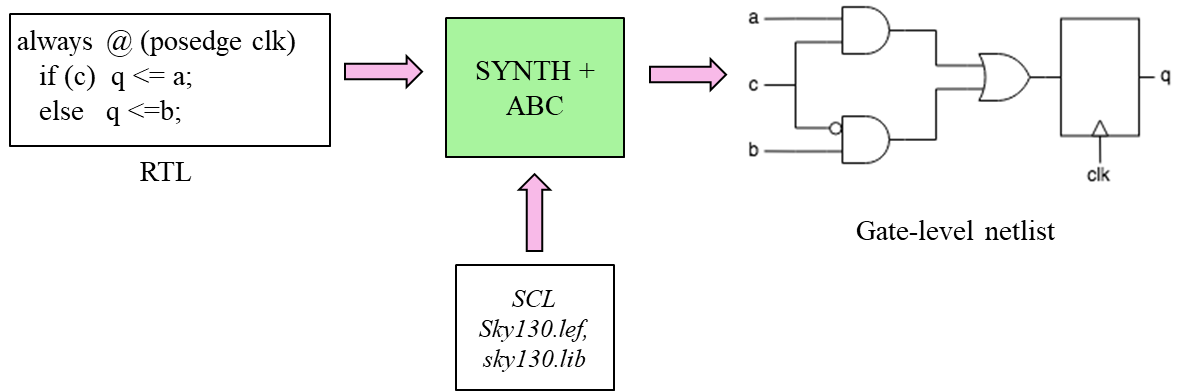 always @ (posedge clk)
if (c) q <= a;
else q <=b;
RTL
SYNTH +
ABC
SCL
Sky130.lef,
sky130.lib
a
c
b
q
clk
Gate-level netlist